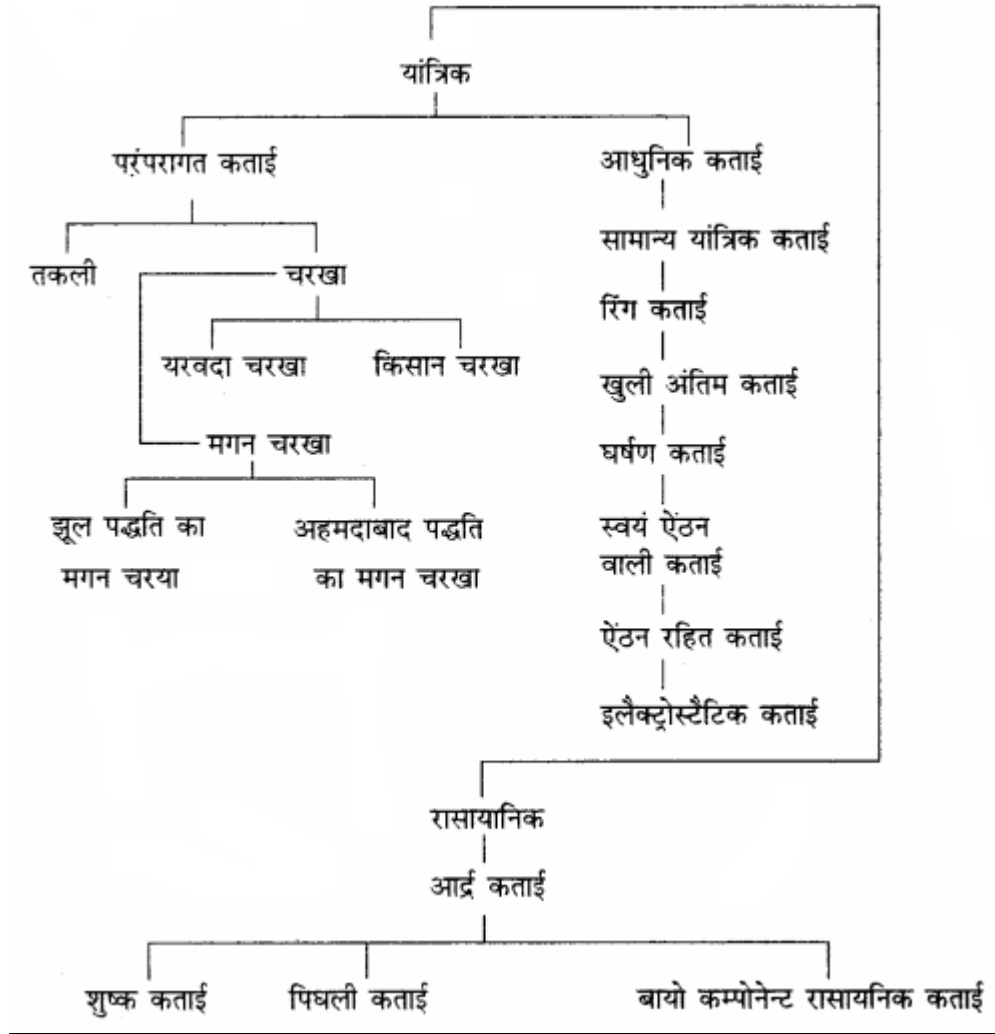 यांत्रिक
परंपरागत कताई
आधुनिक कताई
सामान्य यांत्रिक कताई
तकली
चरखा
रिंग कताई
यरवदा चरखा
किसान चरखा
खुली अंतिम कताई
मगन चरखा
घर्षण कताई
झूल पद्धति का
मगन चरया
अहमदाबाद पद्धति
का मगन चरखा
स्वयं ऐंठन
वाली कताई
ऐंठन रहित कताई
इलैक्ट्रोस्टैटिक कताई
रासायानिक
आर्द्र कताई
शुष्क कताई
पिघली कताई
बायो कम्पोनेन्ट रासायनिक कताई